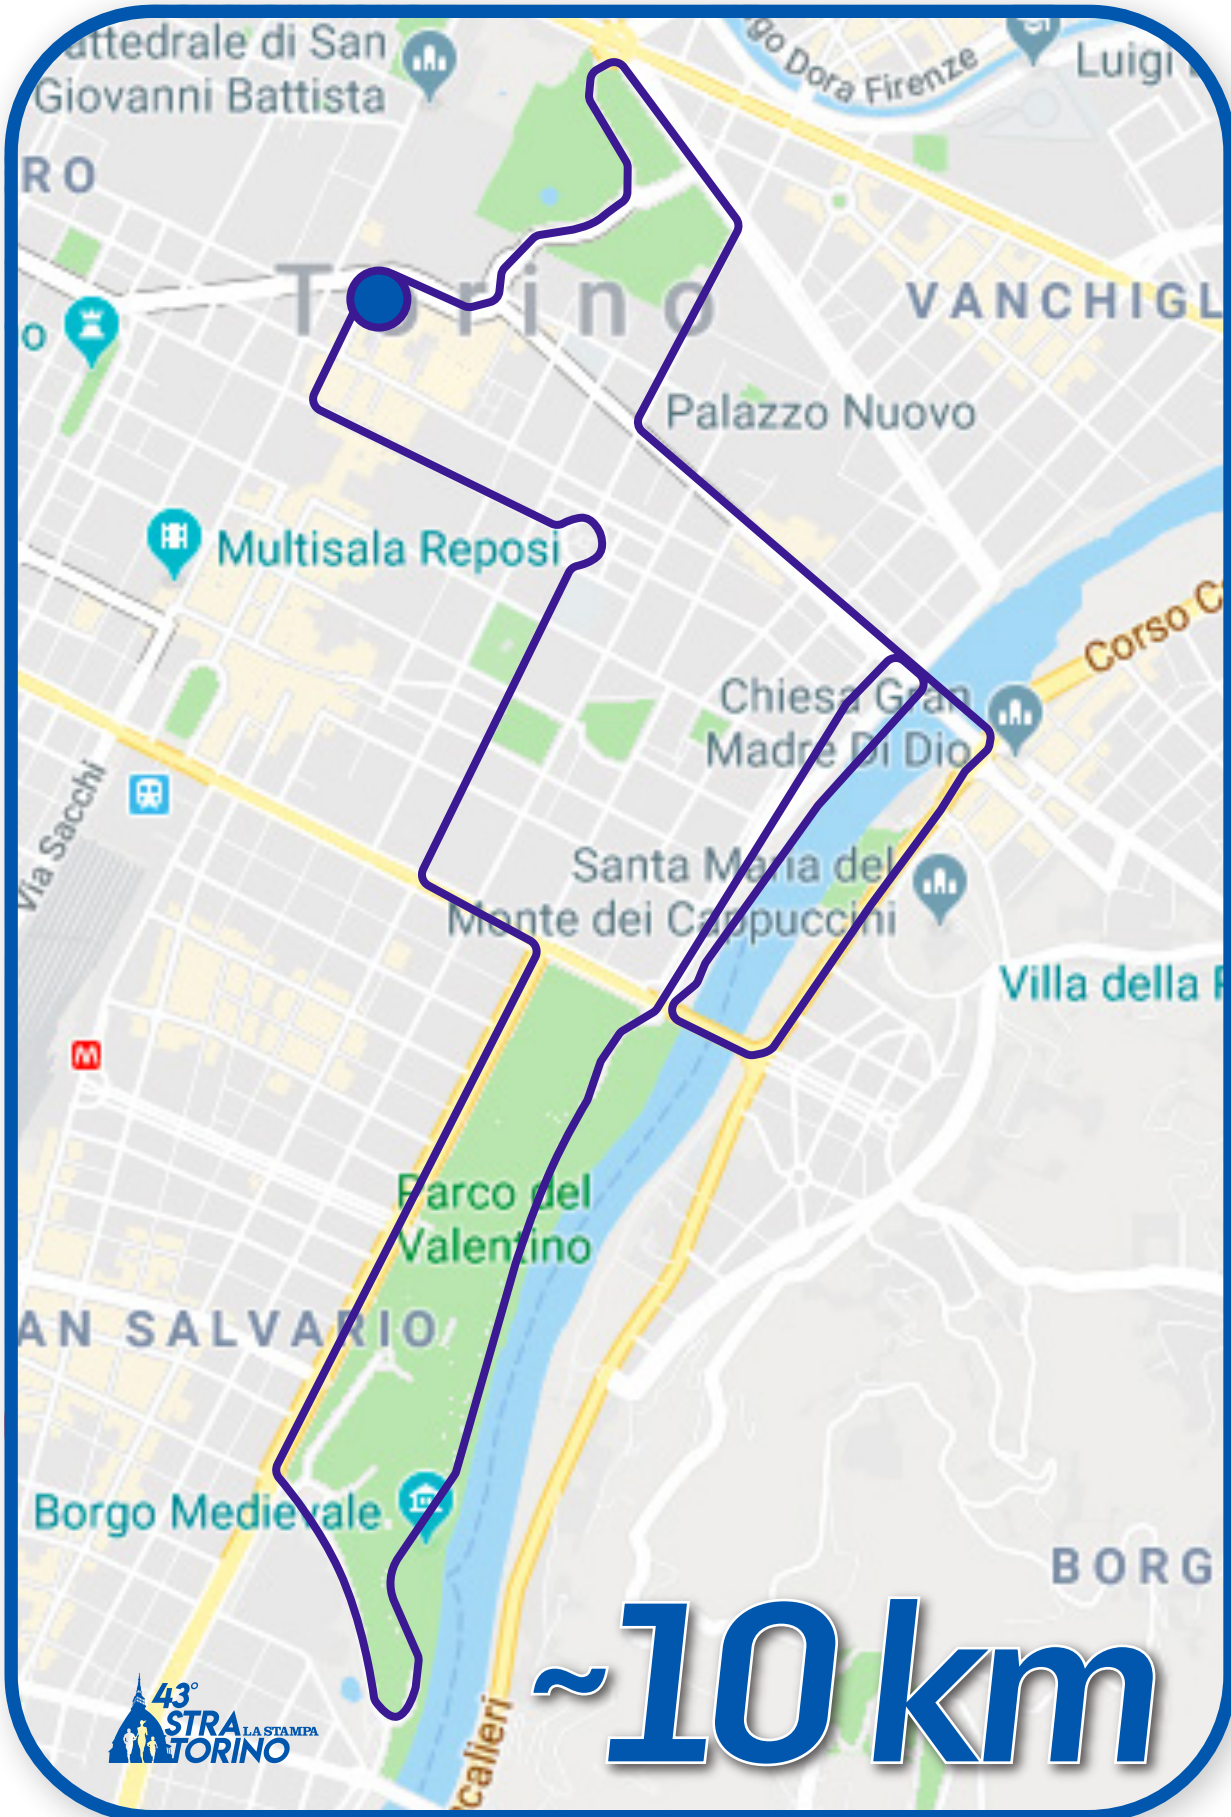 attedrale di San
Giovanni Battista
go Dora Firenze
Luigi
RO
Torino
VANCHIGL
o
Palazzo Nuovo
Multisala Reposi
Corso C
Chiesa Gran
Madre Di Dio
Via Sacchi
Santa Maria del
Monte dei Cappuccini
Villa della
M
Parco del
Valentino
AN SALVARIO
Borgo Medievale
BORG
~10 km
43°
STRA LA STAMPA
TORINO
calieri